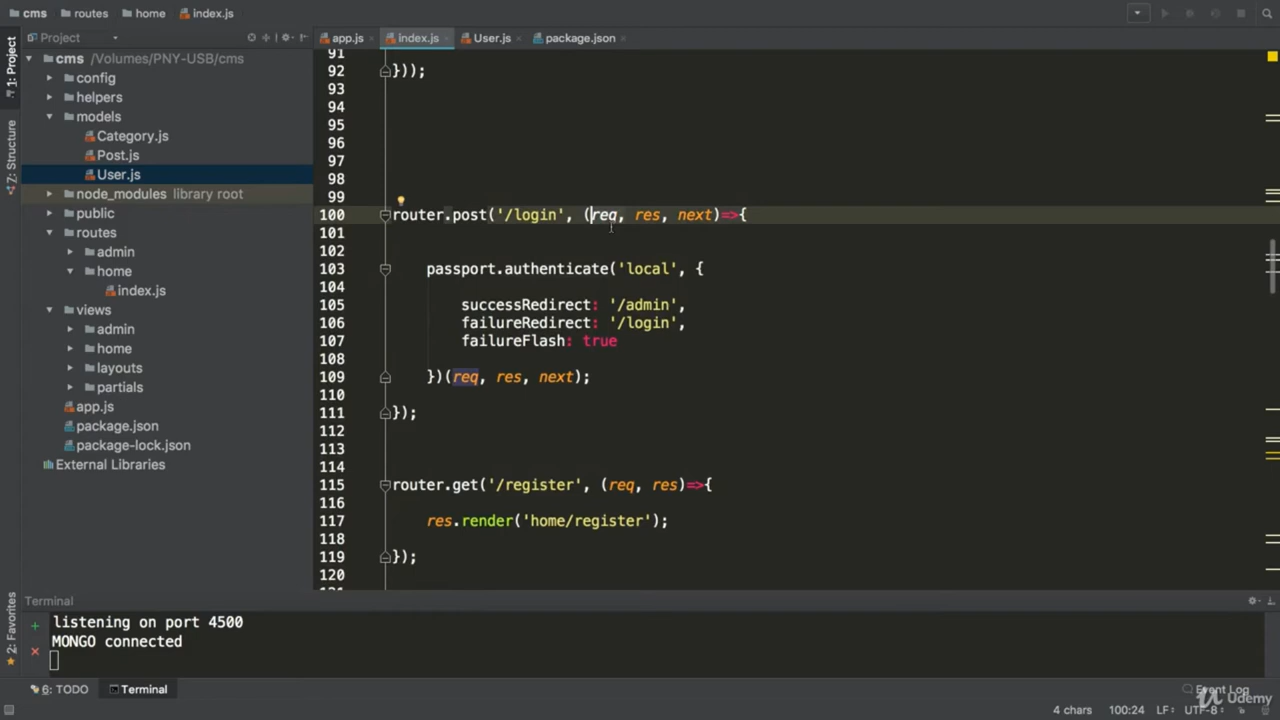 cms routes home index.js
Project
app.js index.js User.js package.json
1: Project
Z: Structure
2: Favorites
cms /Volumes/PNY-USB/cms
config
helpers
models
Category.js
Post.js
User.js
node_modules library root
public
routes
admin
home
index.js
views
admin
home
layouts
partials
app.js
package.json
package-lock.json
External Libraries
91
92 }));
93
94
95
96
97
98
99
100 router.post('/login', (req, res, next)=>{
101
102
103 passport.authenticate('local', {
104
105 successRedirect: '/admin',
106 failureRedirect: '/login',
107 failureFlash: true
108
109 })(req, res, next);
110
111 });
112
113
114
115 router.get('/register', (req, res)=>{
116
117 res.render('home/register');
118
119 });
120
Terminal
listening on port 4500
MONGO connected
6: TODO Terminal Event Log
Udemy
4 chars 100:24 LF UTF-8